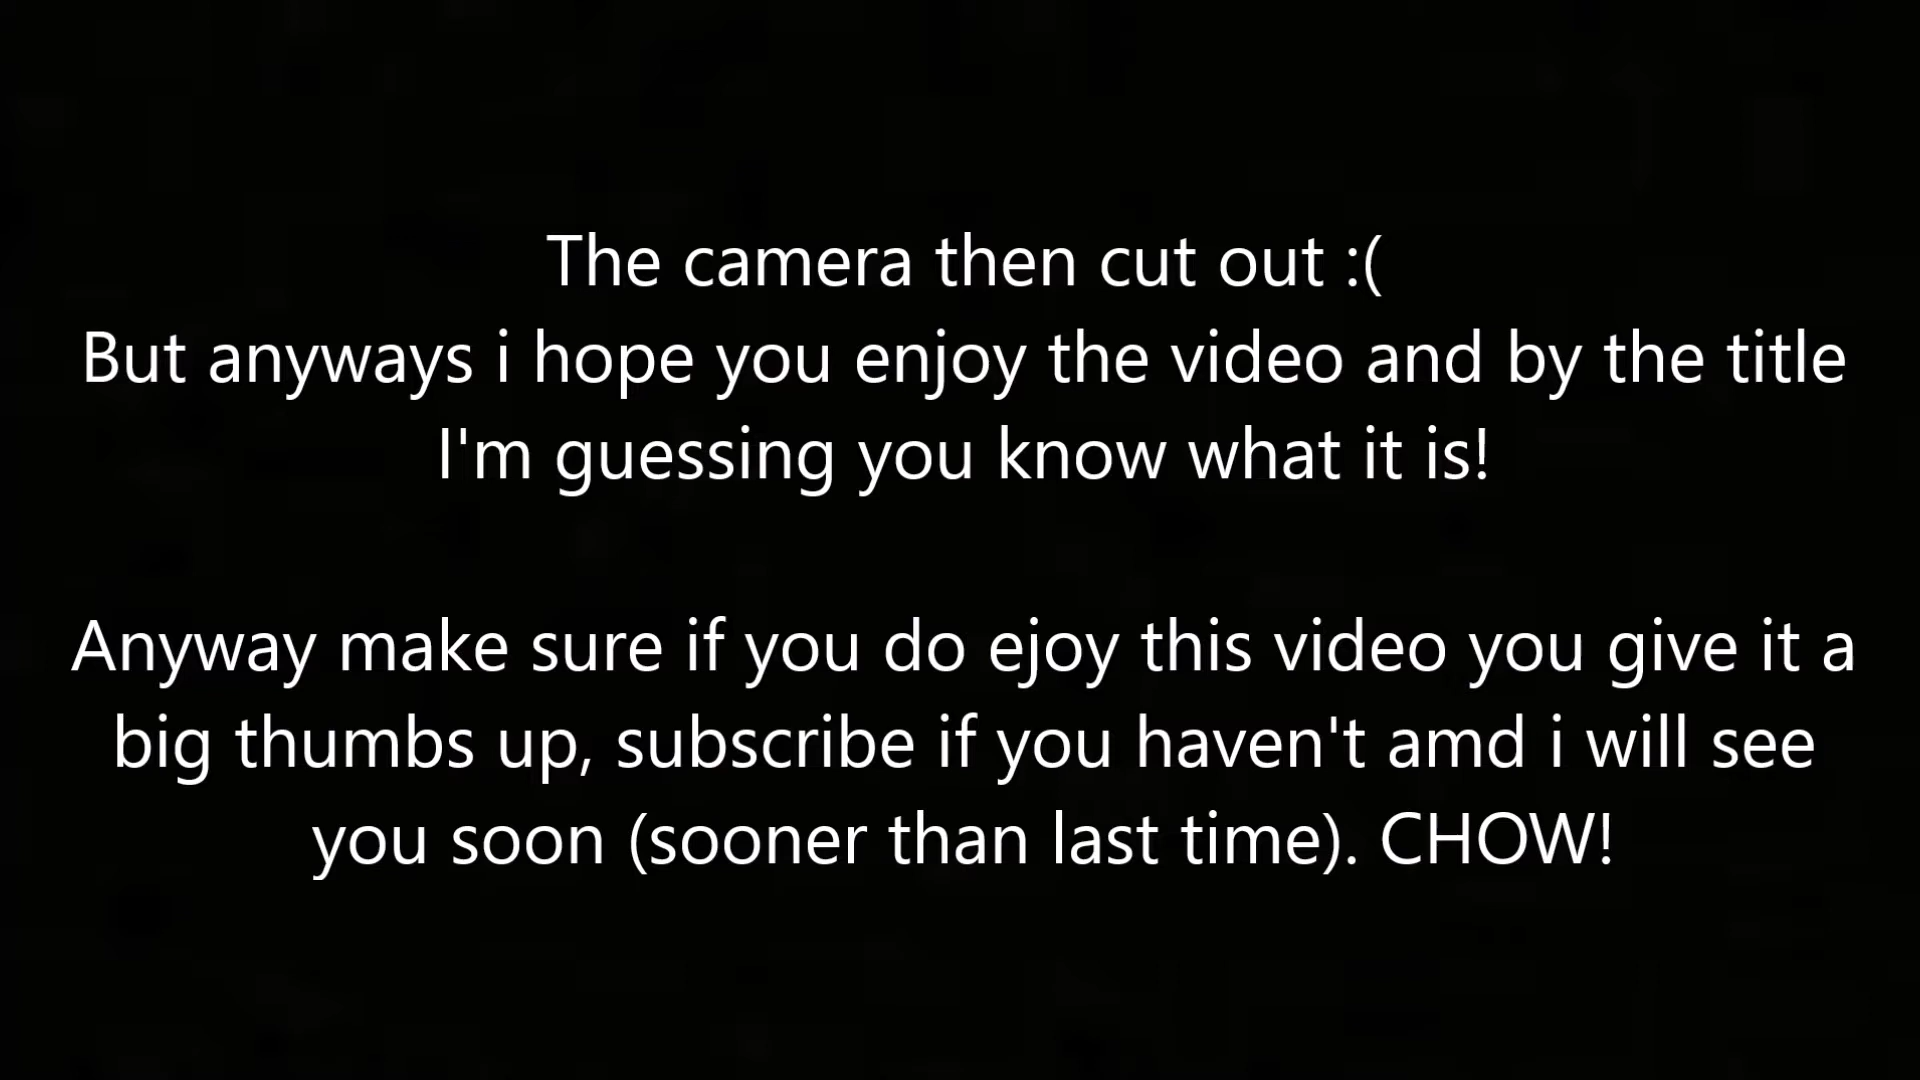 The camera then cut out :(
But anyways i hope you enjoy the video and by the title
I'm guessing you know what it is!
Anyway make sure if you do ejoy this video you give it a
big thumbs up, subscribe if you haven't amd i will see
you soon (sooner than last time). CHOW!